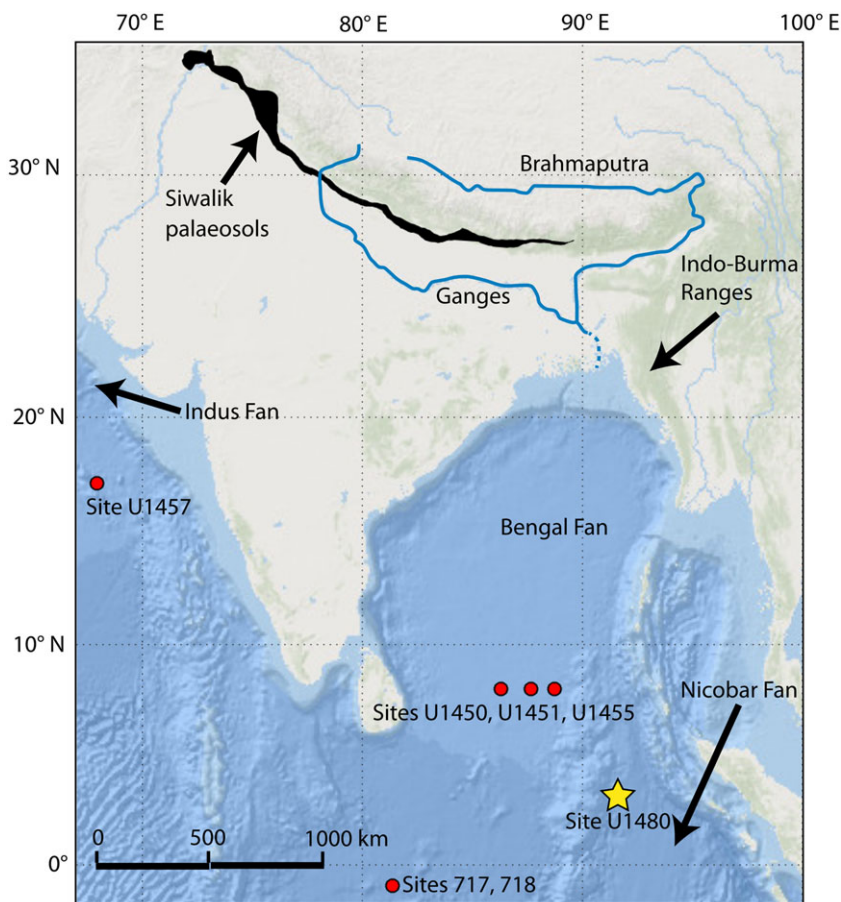 70° E 80° E 90° E 100° E
30° N
Brahmaputra
Siwalik
palaeosols
Indo-Burma
Ranges
Ganges
20° N
Indus Fan
Site U1457
Bengal Fan
10° N
Nicobar Fan
Sites U1450, U1451, U1455
Site U1480
0 500 1000 km
0°
Sites 717, 718